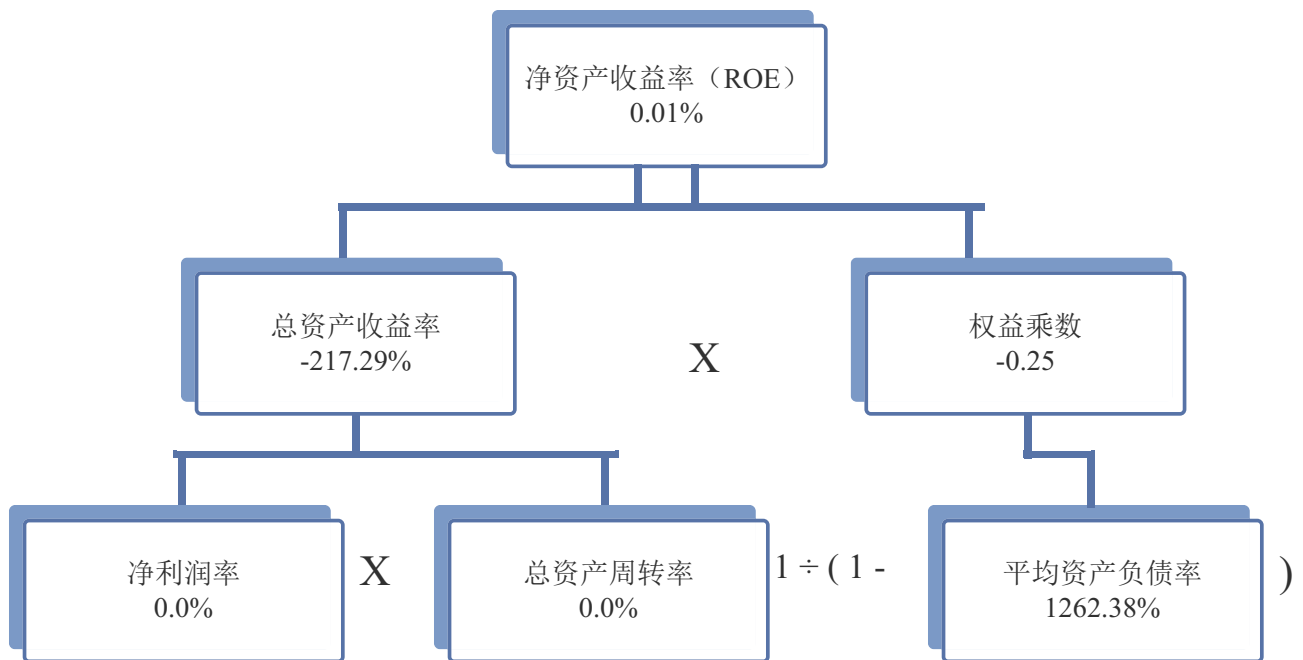 净资产收益率（ROE）
0.01%
总资产收益率
-217.29%
X
权益乘数
-0.25
净利润率
0.0%
X
总资产周转率
0.0%
1 ÷ ( 1 -
平均资产负债率
1262.38%
)